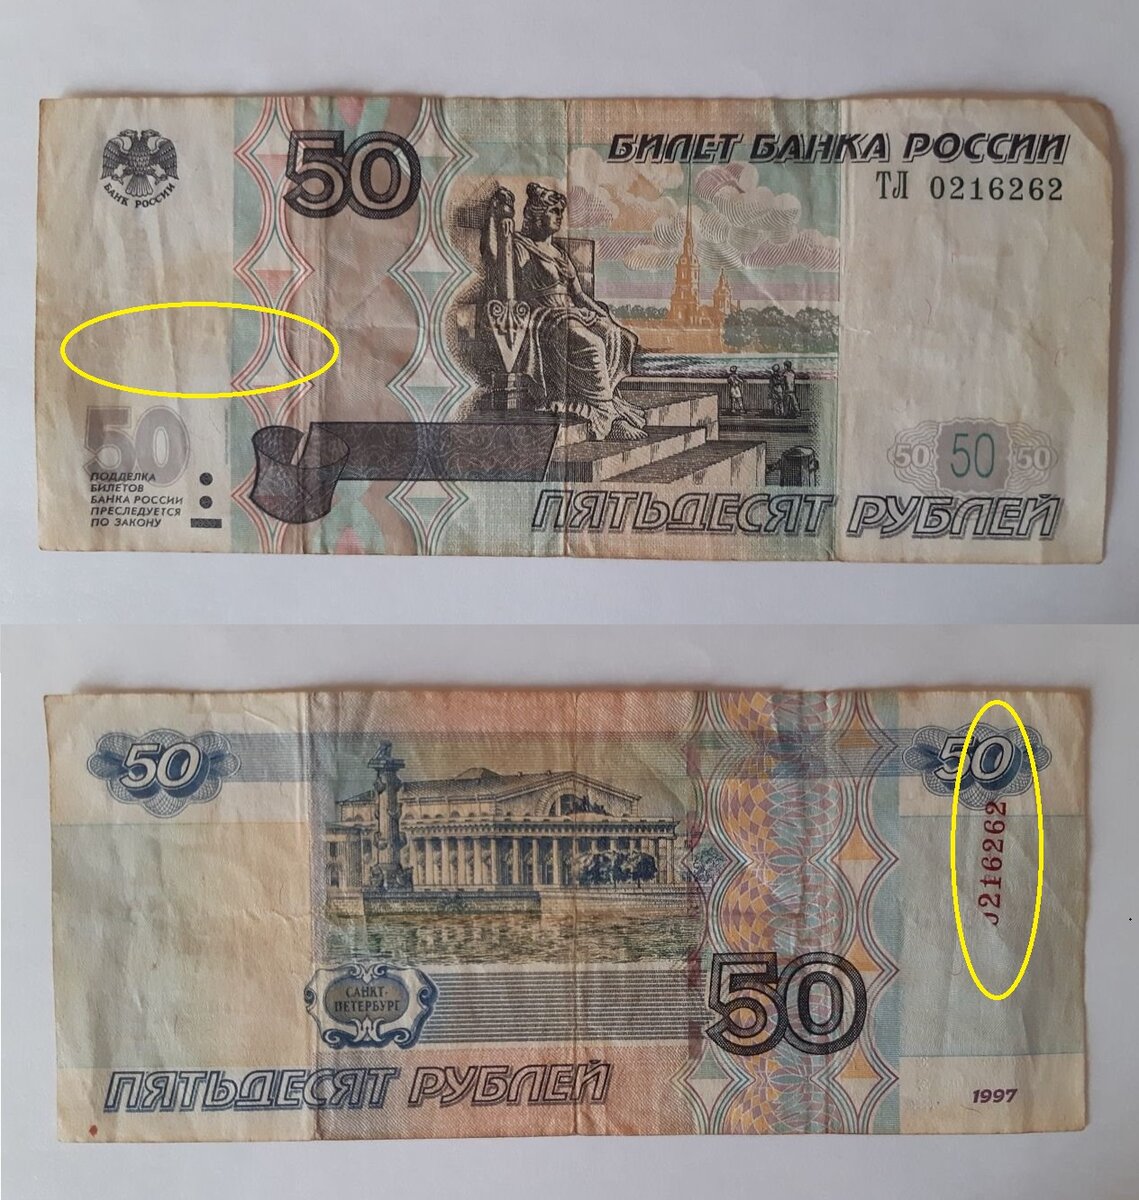 БАНК РОССИИ
50
БИЛЕТ БАНКА РОССИИ
ТЛ 0216262
50
ПОДДЕЛКА
БИЛЕТОВ
БАНКА РОССИИ
ПРЕСЛЕДУЕТСЯ
ПО ЗАКОНУ
50 50 50
ПЯТЬДЕСЯТ РУБЛЕЙ
50
50
216262
САНКТ-
ПЕТЕРБУРГ
50
ПЯТЬДЕСЯТ РУБЛЕЙ
1997